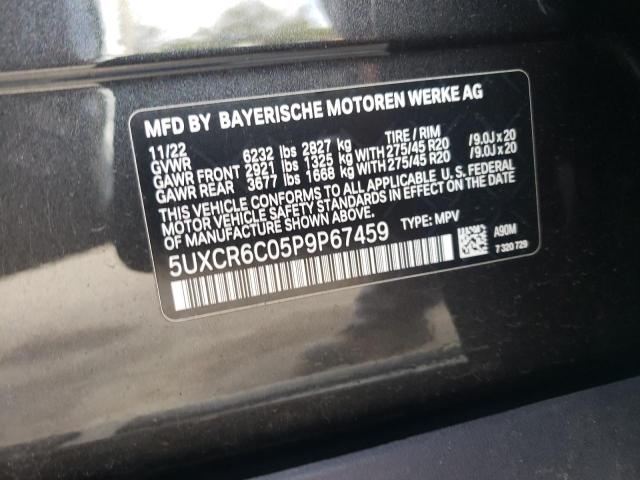 MFD BY BAYERISCHE MOTOREN WERKE AG
11/22 TIRE / RIM
GVWR 6232 lbs 2827 kg
GAWR FRONT 2921 lbs 1325 kg WITH 275/45 R20 /9.0J x 20
GAWR REAR 3677 lbs 1668 kg WITH 275/45 R20 /9.0J x 20
THIS VEHICLE CONFORMS TO ALL APPLICABLE U.S. FEDERAL
MOTOR VEHICLE SAFETY STANDARDS IN EFFECT ON THE
DATE OF MANUFACTURE SHOWN ABOVE.
5UXCR6C05P9P67459 TYPE: MPV
A90M
7 320 729